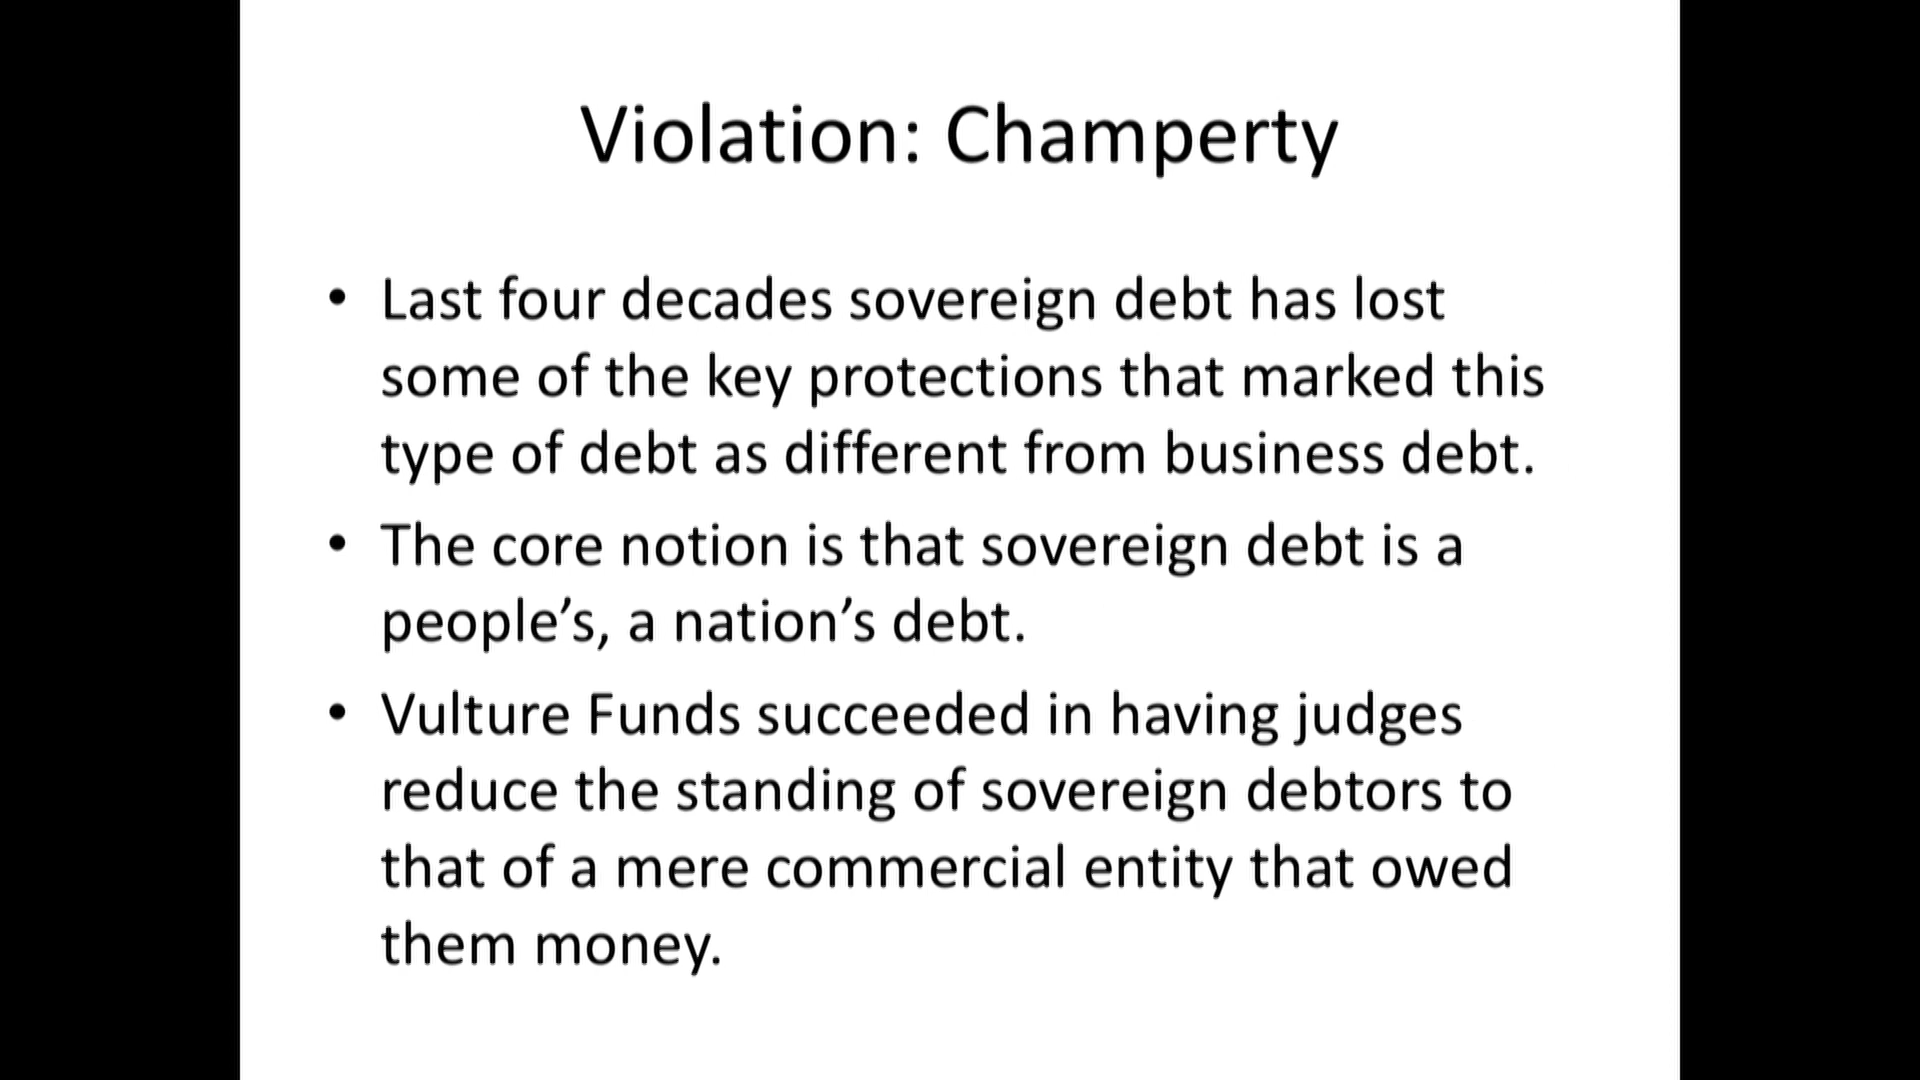 Violation: Champerty
• Last four decades sovereign debt has lost
some of the key protections that marked this
type of debt as different from business debt.
• The core notion is that sovereign debt is a
people’s, a nation’s debt.
• Vulture Funds succeeded in having judges
reduce the standing of sovereign debtors to
that of a mere commercial entity that owed
them money.